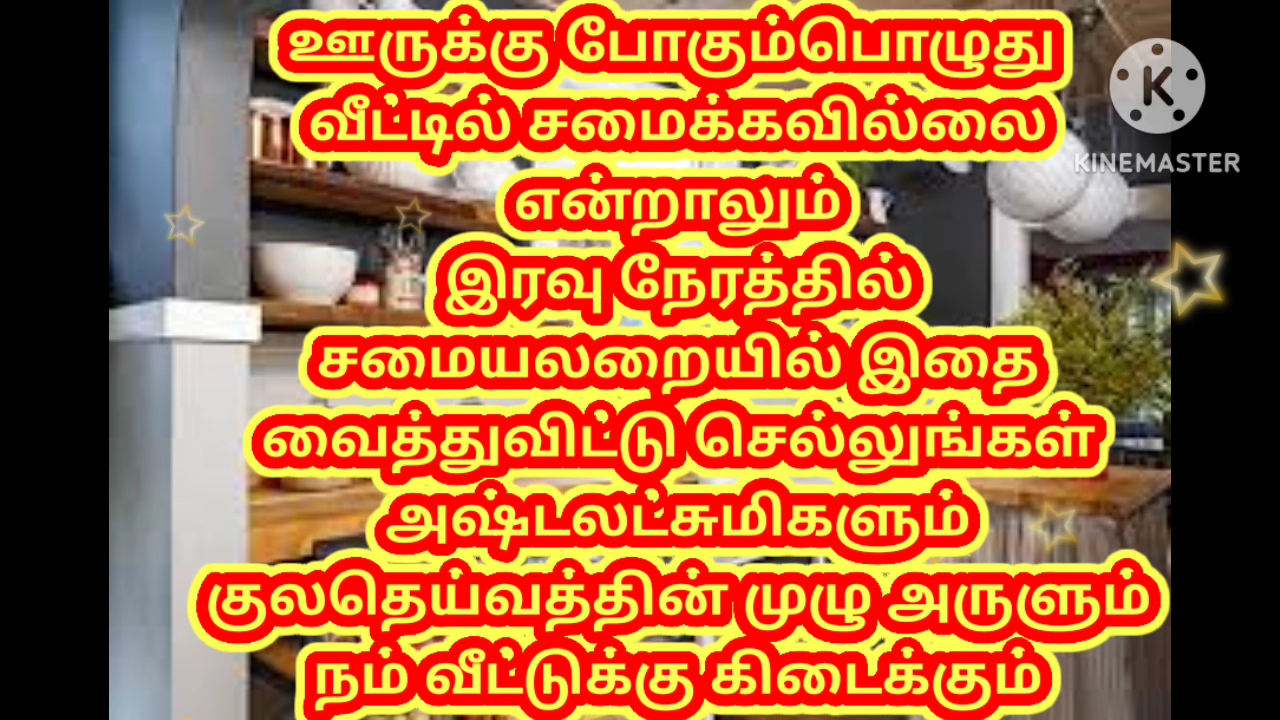 ஊருக்கு போகும்பொழுது
வீட்டில் சமைக்கவில்லை
என்றாலும்
இரவு நேரத்தில்
சமையலறையில் இதை
வைத்துவிட்டு செல்லுங்கள்
அஷ்டலட்சுமிகளும்
குலதெய்வத்தின் முழு அருளும்
நம் வீட்டுக்கு கிடைக்கும்
K
KINEMASTER